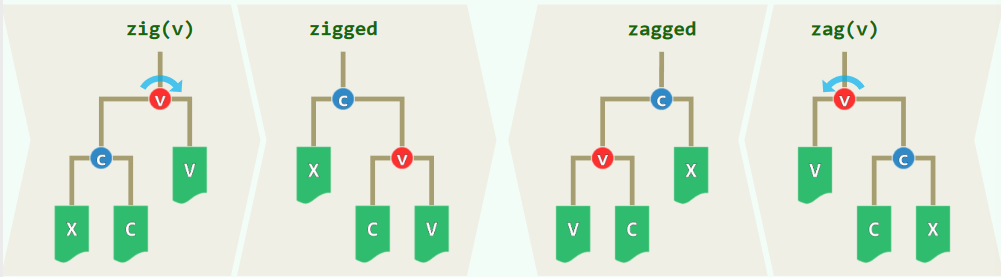 zig(v) zigged zagged zag(v)
V C C V
C V X V V X V C
X C C V V C C X